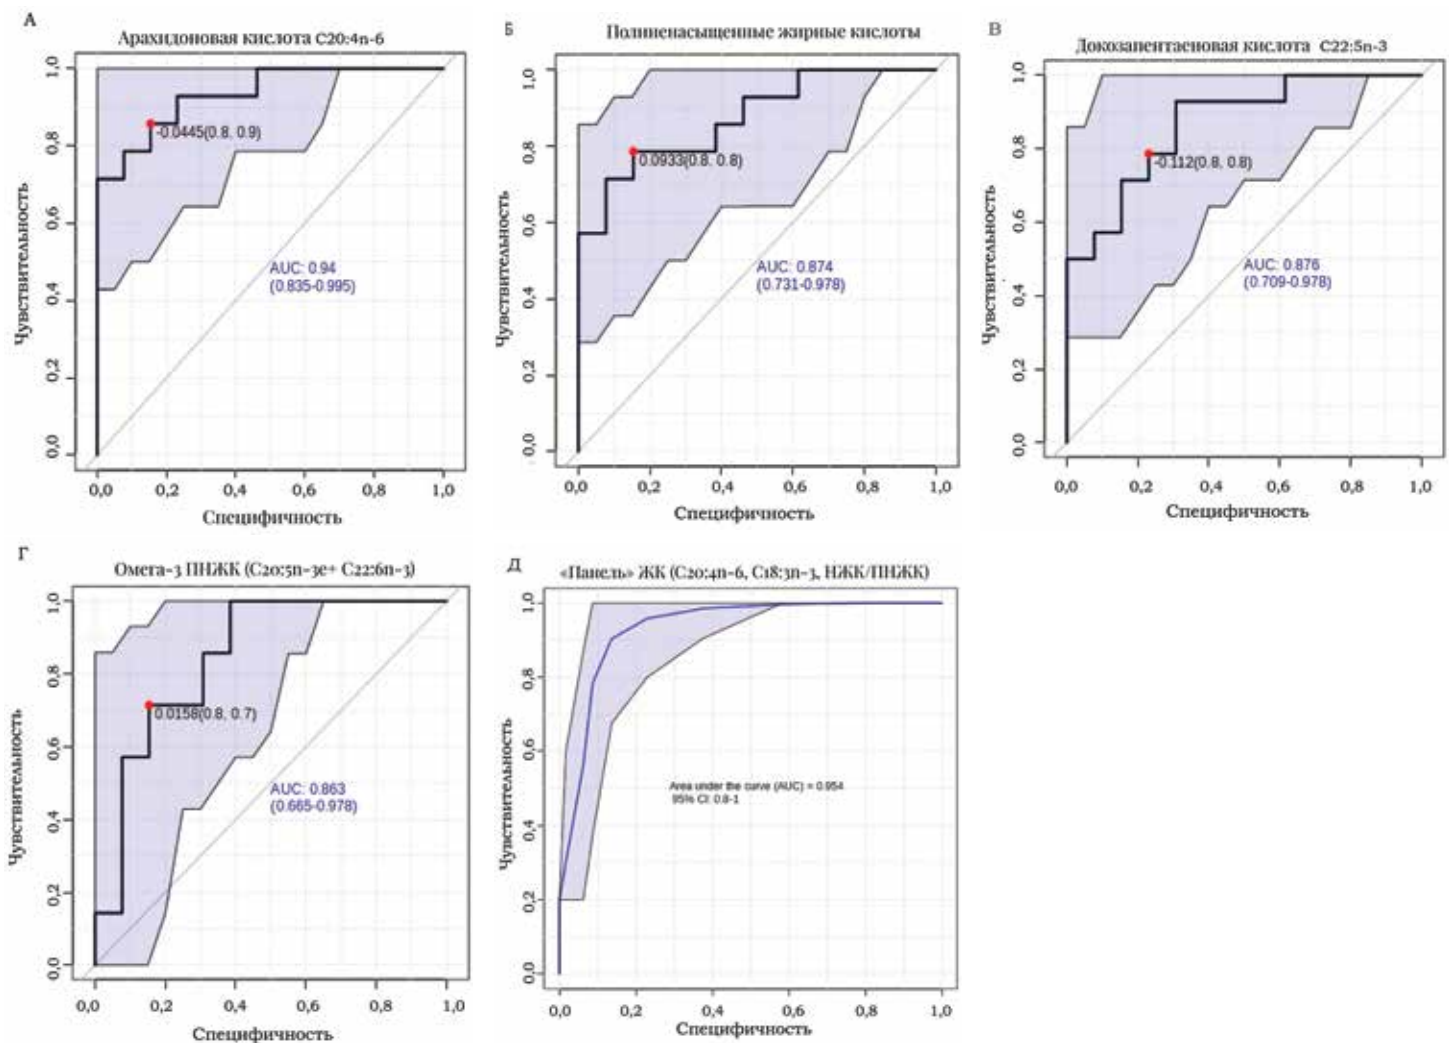 А
Арахидоновая кислота C20:4n-6
Чувствительность
1,0
0,8
0,6
0,4
0,2
0,0
-0.0445(0.8, 0.9)
AUC: 0.94
(0.835-0.995)
0,0 0,2 0,4 0,6 0,8 1,0
Специфичность
Б
Полиненасыщенные жирные кислоты
Чувствительность
1,0
0,8
0,6
0,4
0,2
0,0
0.0933(0.8, 0.8)
AUC: 0.874
(0.731-0.978)
0,0 0,2 0,4 0,6 0,8 1,0
Специфичность
В
Докозапентаеновая кислота C22:5n-3
Чувствительность
1,0
0,8
0,6
0,4
0,2
0,0
-0.112(0.8, 0.8)
AUC: 0.876
(0.709-0.978)
0,0 0,2 0,4 0,6 0,8 1,0
Специфичность
Г
Омега-3 ПНЖК (C20:5n-3e+ C22:6n-3)
Чувствительность
1,0
0,8
0,6
0,4
0,2
0,0
0.0158(0.8, 0.7)
AUC: 0.863
(0.665-0.978)
0,0 0,2 0,4 0,6 0,8 1,0
Специфичность
Д
«Панель» ЖК (C20:4n-6, C18:3n-3, НЖК/ПНЖК)
Чувствительность
1,0
0,8
0,6
0,4
0,2
0,0
Area under the curve (AUC) = 0.954
95% CI: 0.8-1
0,0 0,2 0,4 0,6 0,8 1,0
Специфичность